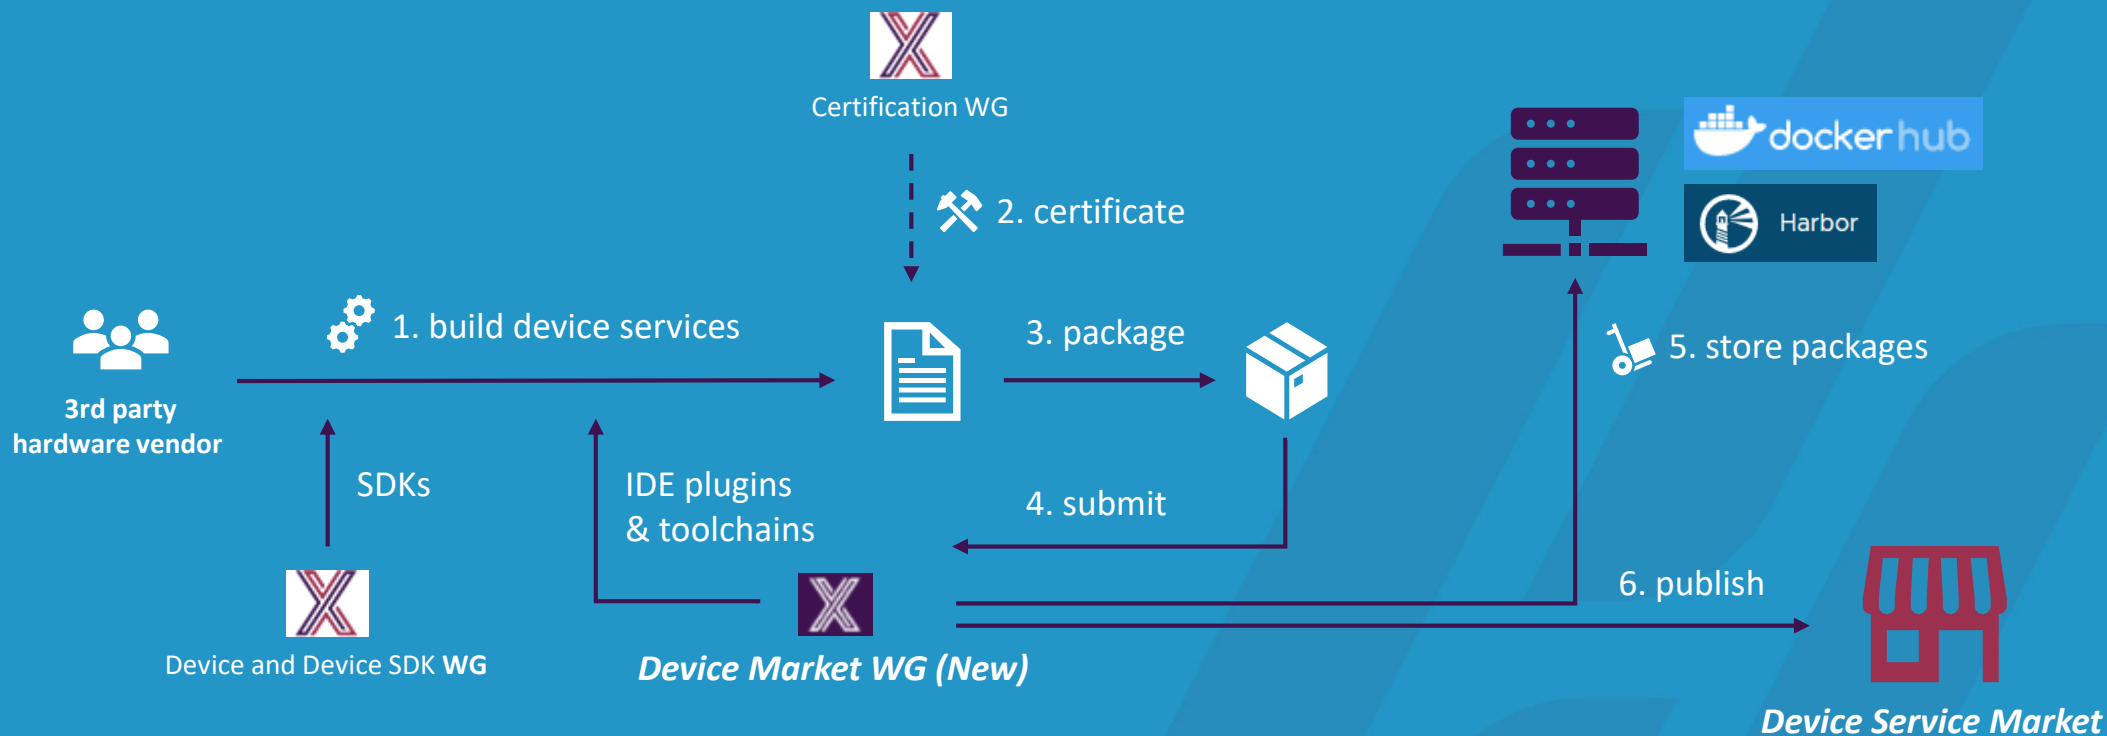 Certification WG
dockerhub
2. certificate
Harbor
1. build device services
3. package
5. store packages
3rd party
hardware vendor
SDKs
IDE plugins
& toolchains
4. submit
6. publish
Device and Device SDK WG
Device Market WG (New)
Device Service Market